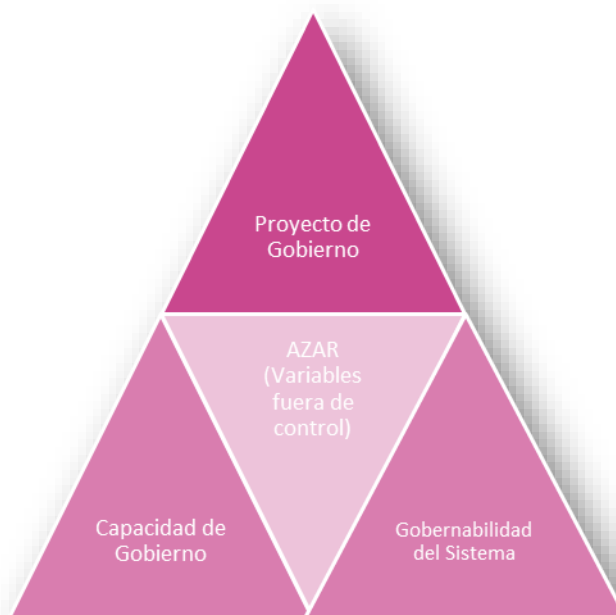 Proyecto de
Gobierno
AZAR
(Variables
fuera de
control)
Capacidad de
Gobierno
Gobernabilidad
del Sistema